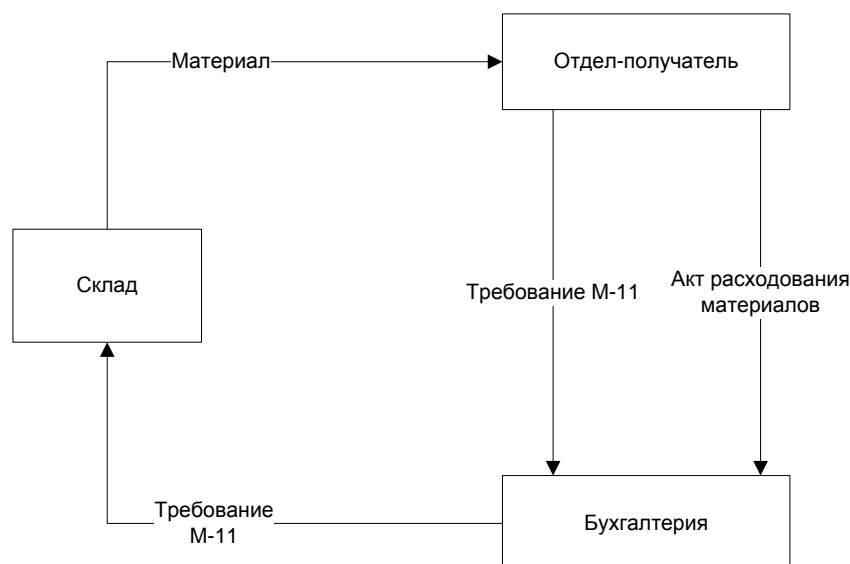 Материал
Отдел-получатель
Склад
Требование М-11
Акт расходования
материалов
Требование
М-11
Бухгалтерия